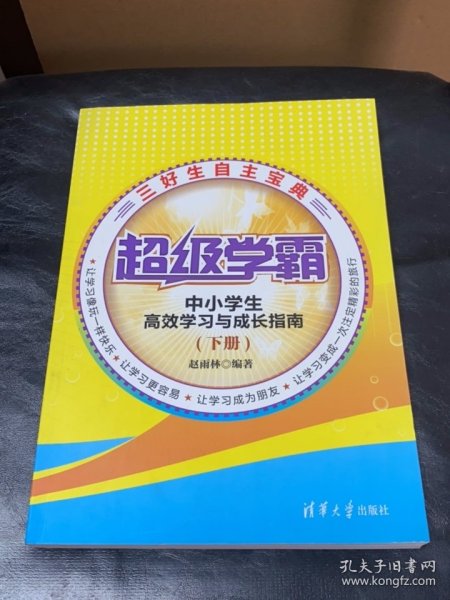 三好生自主宝典
超级学霸
中小学生
高效学习与成长指南
(下册)
赵雨林◎编著
★让学习像玩一样快乐★让学习更容易★让学习成为朋友★让学习变成一次注定精彩的旅行
清华大学出版社
孔夫子旧书网
www.kongfz.com